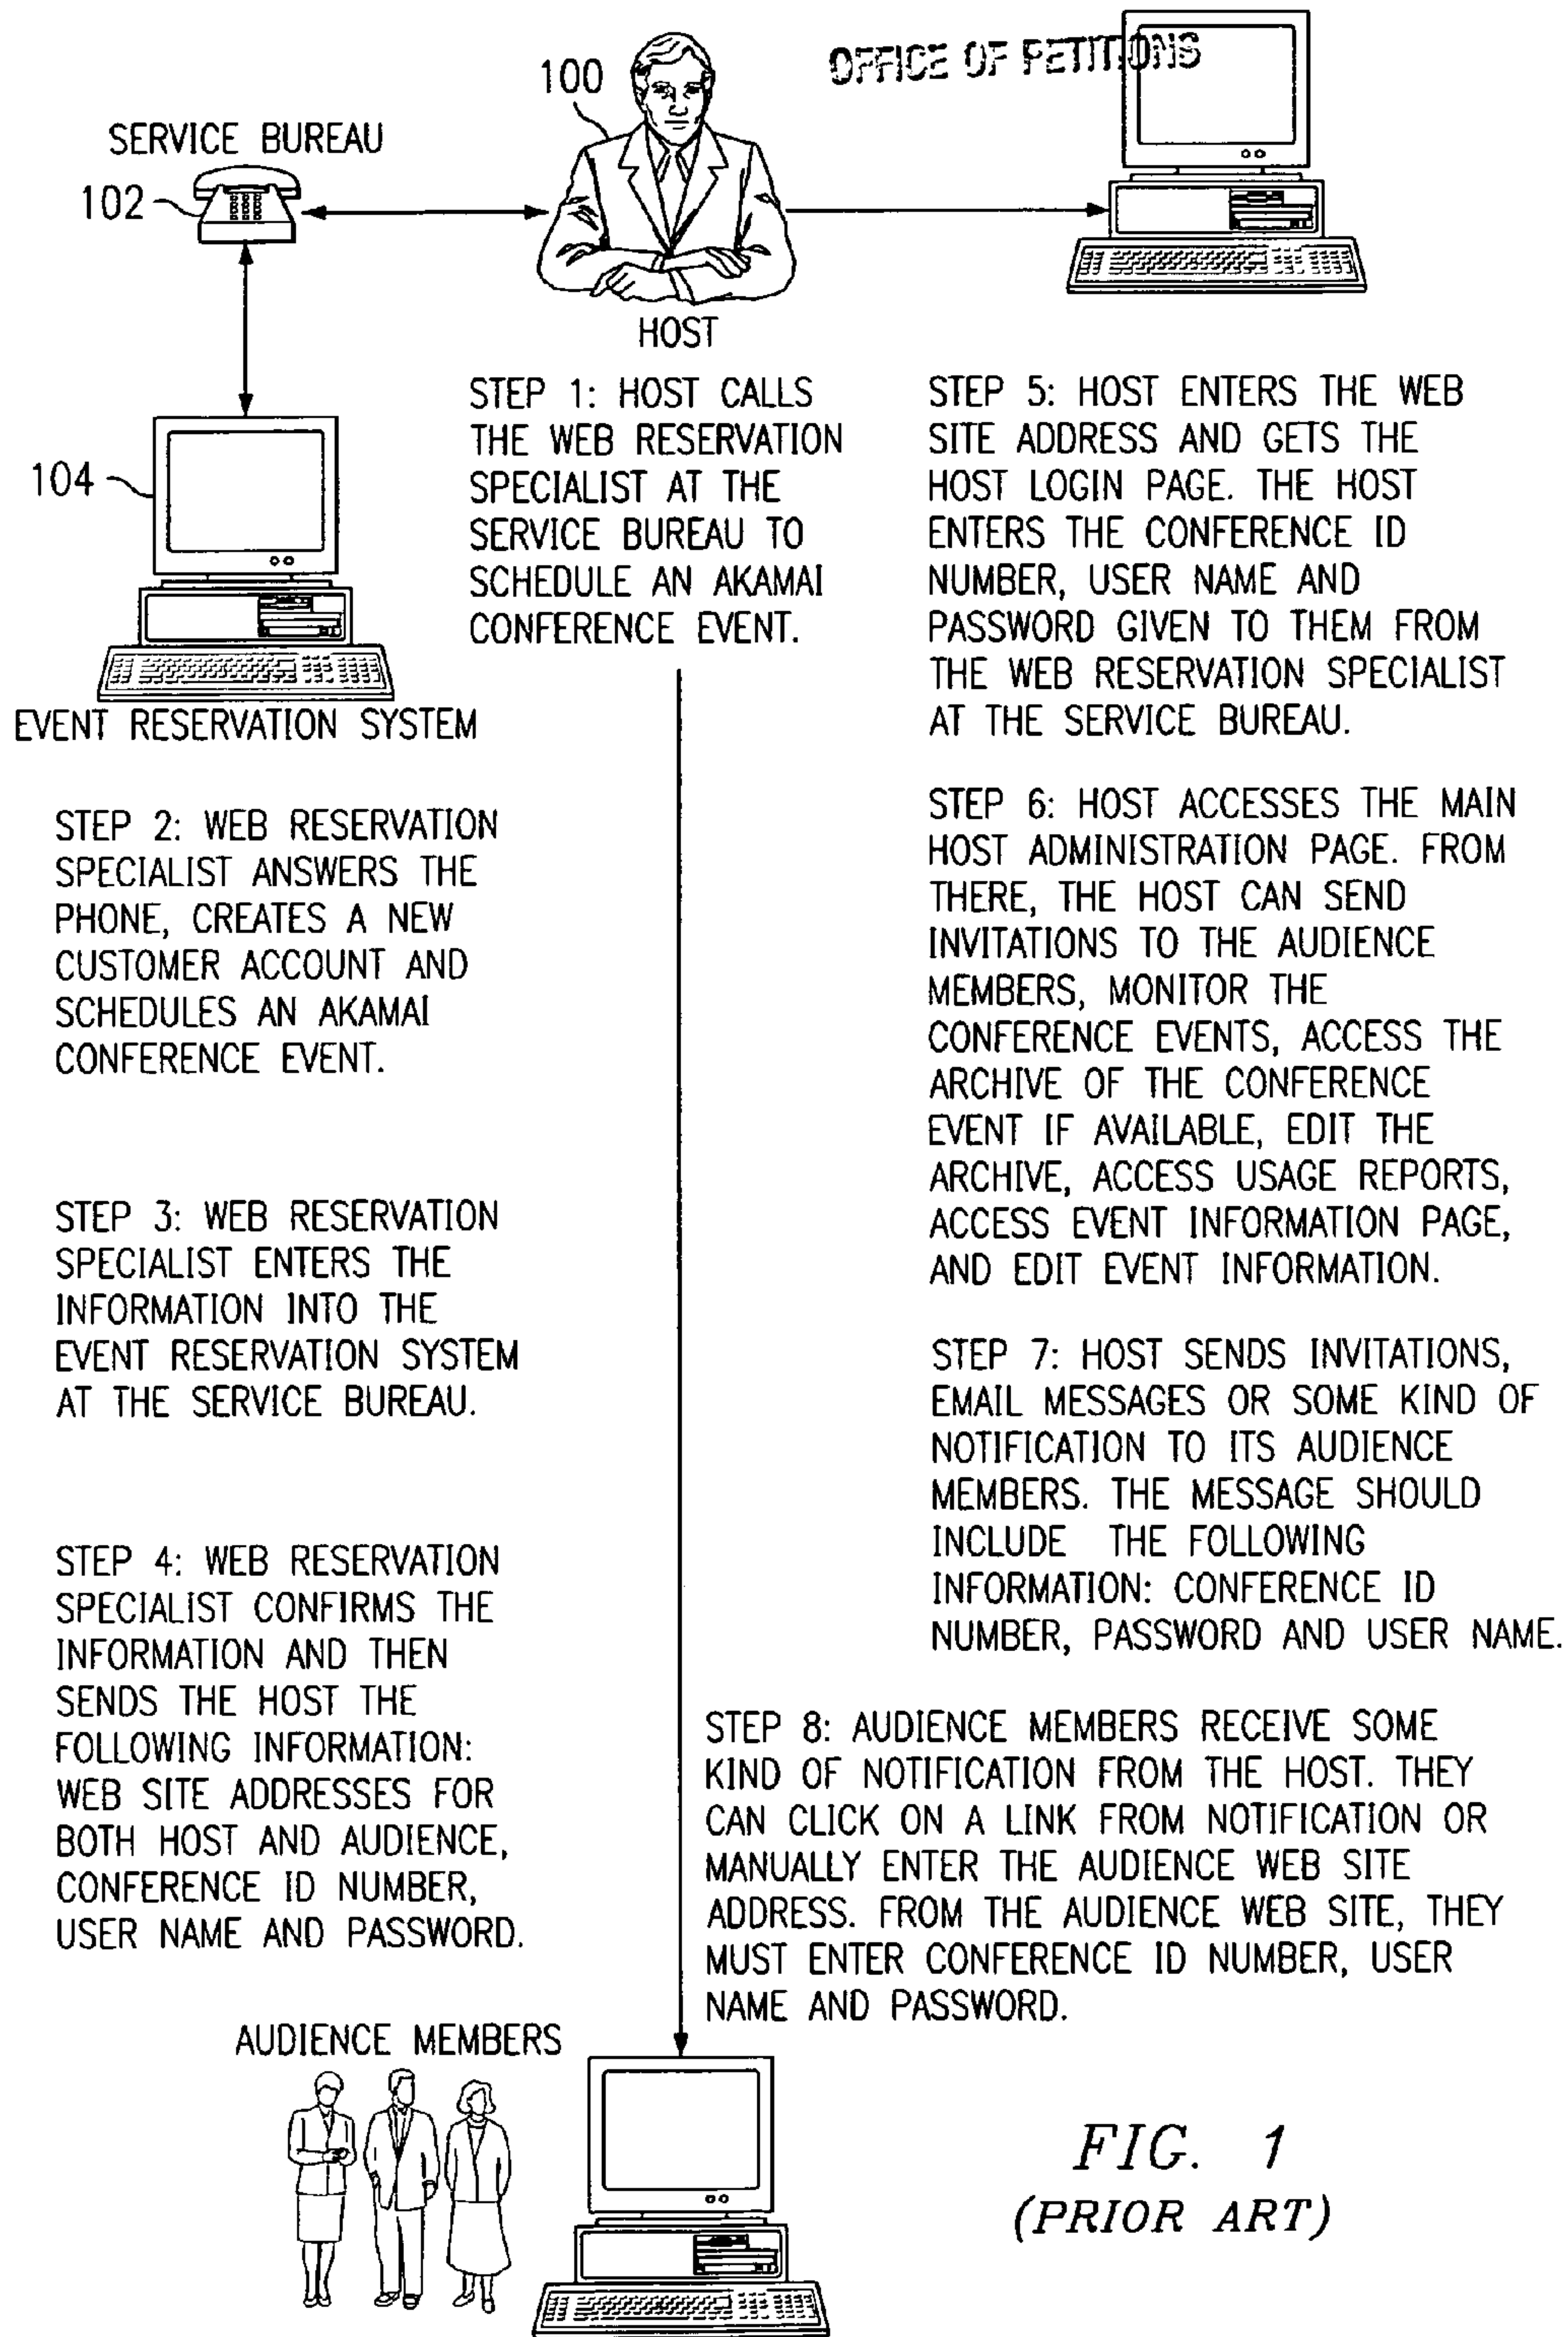 OFFICE OF PETITIONS
100
SERVICE BUREAU
102
HOST
104
EVENT RESERVATION SYSTEM
STEP 1: HOST CALLS
THE WEB RESERVATION
SPECIALIST AT THE
SERVICE BUREAU TO
SCHEDULE AN AKAMAI
CONFERENCE EVENT.
STEP 2: WEB RESERVATION
SPECIALIST ANSWERS THE
PHONE, CREATES A NEW
CUSTOMER ACCOUNT AND
SCHEDULES AN AKAMAI
CONFERENCE EVENT.
STEP 3: WEB RESERVATION
SPECIALIST ENTERS THE
INFORMATION INTO THE
EVENT RESERVATION SYSTEM
AT THE SERVICE BUREAU.
STEP 4: WEB RESERVATION
SPECIALIST CONFIRMS THE
INFORMATION AND THEN
SENDS THE HOST THE
FOLLOWING INFORMATION:
WEB SITE ADDRESSES FOR
BOTH HOST AND AUDIENCE,
CONFERENCE ID NUMBER,
USER NAME AND PASSWORD.
STEP 5: HOST ENTERS THE WEB
SITE ADDRESS AND GETS THE
HOST LOGIN PAGE. THE HOST
ENTERS THE CONFERENCE ID
NUMBER, USER NAME AND
PASSWORD GIVEN TO THEM FROM
THE WEB RESERVATION SPECIALIST
AT THE SERVICE BUREAU.
STEP 6: HOST ACCESSES THE MAIN
HOST ADMINISTRATION PAGE. FROM
THERE, THE HOST CAN SEND
INVITATIONS TO THE AUDIENCE
MEMBERS, MONITOR THE
CONFERENCE EVENTS, ACCESS THE
ARCHIVE OF THE CONFERENCE
EVENT IF AVAILABLE, EDIT THE
ARCHIVE, ACCESS USAGE REPORTS,
ACCESS EVENT INFORMATION PAGE,
AND EDIT EVENT INFORMATION.
STEP 7: HOST SENDS INVITATIONS,
EMAIL MESSAGES OR SOME KIND OF
NOTIFICATION TO ITS AUDIENCE
MEMBERS. THE MESSAGE SHOULD
INCLUDE THE FOLLOWING
INFORMATION: CONFERENCE ID
NUMBER, PASSWORD AND USER NAME.
STEP 8: AUDIENCE MEMBERS RECEIVE SOME
KIND OF NOTIFICATION FROM THE HOST. THEY
CAN CLICK ON A LINK FROM NOTIFICATION OR
MANUALLY ENTER THE AUDIENCE WEB SITE
ADDRESS. FROM THE AUDIENCE WEB SITE, THEY
MUST ENTER CONFERENCE ID NUMBER, USER
NAME AND PASSWORD.
AUDIENCE MEMBERS
FIG. 1
(PRIOR ART)